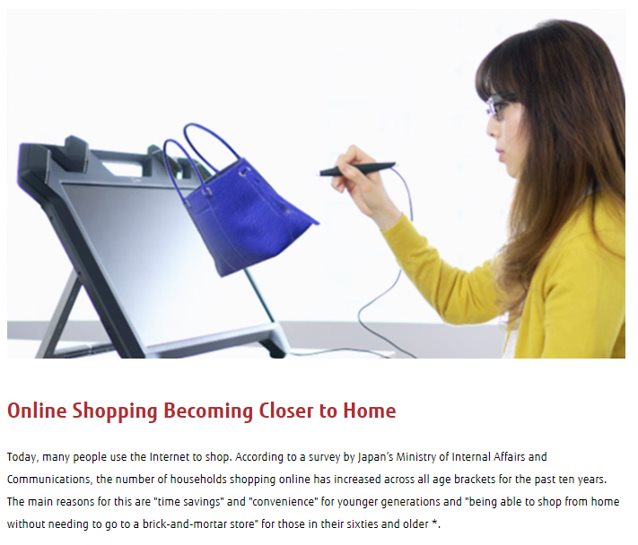 Online Shopping Becoming Closer to Home
Today, many people use the Internet to shop. According to a survey by Japan's Ministry of Internal Affairs and
Communications, the number of households shopping online has increased across all age brackets for the past ten years.
The main reasons for this are "time savings" and "convenience" for younger generations and "being able to shop from home
without needing to go to a brick-and-mortar store" for those in their sixties and older *.